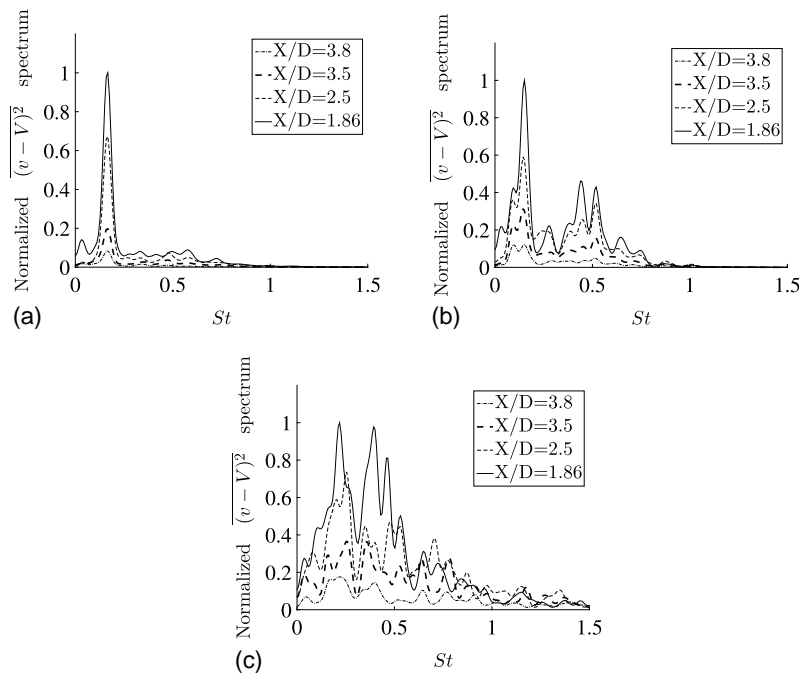 Normalized $\overline{(v-V)^2}$ spectrum
1
0.8
0.6
0.4
0.2
0
0 0.5 1 1.5
St
X/D=3.8
X/D=3.5
X/D=2.5
X/D=1.86
(a)
Normalized $\overline{(v-V)^2}$ spectrum
1
0.8
0.6
0.4
0.2
0
0 0.5 1 1.5
St
X/D=3.8
X/D=3.5
X/D=2.5
X/D=1.86
(b)
Normalized $\overline{(v-V)^2}$ spectrum
1
0.8
0.6
0.4
0.2
0
0 0.5 1 1.5
St
X/D=3.8
X/D=3.5
X/D=2.5
X/D=1.86
(c)